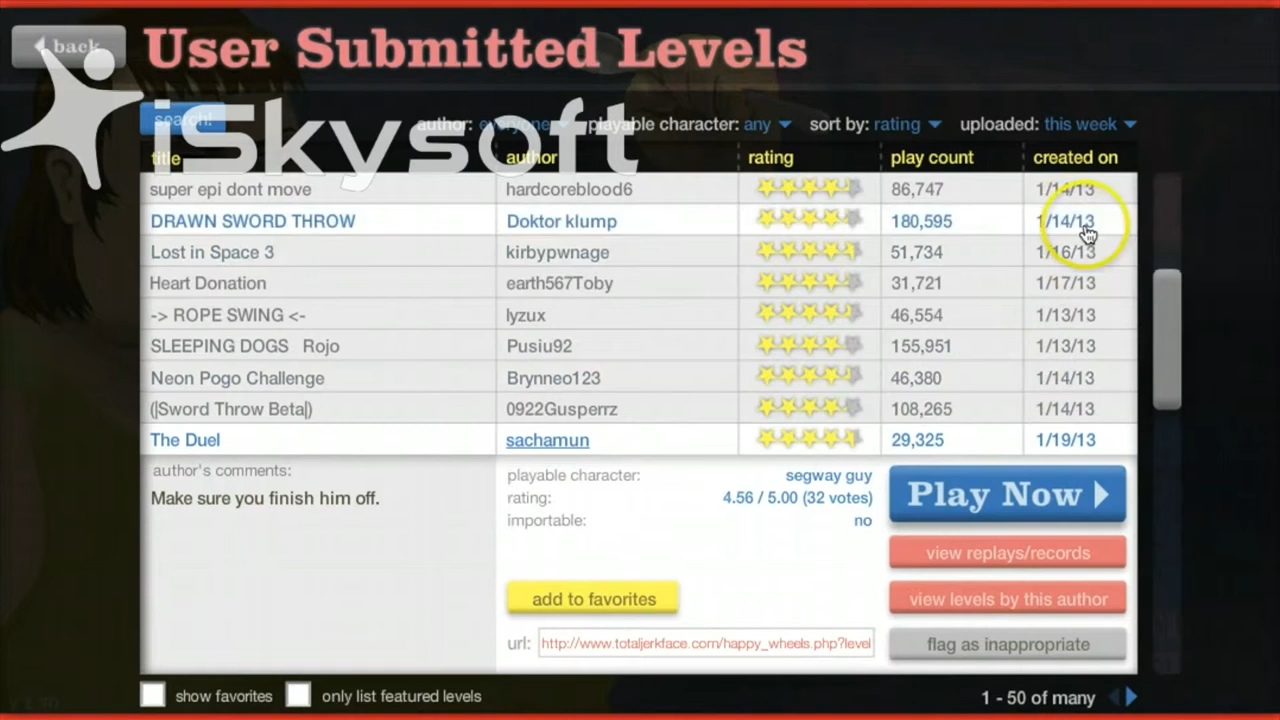 back
User Submitted Levels
iSkysoft
search!
author: everyone playable character: any sort by: rating uploaded: this week
title author rating play count created on
super epi dont move hardcoreblood6 86,747 1/14/13
DRAWN SWORD THROW Doktor klump 180,595 1/14/13
Lost in Space 3 kirbypwnage 51,734 1/16/13
Heart Donation earth567Toby 31,721 1/17/13
-> ROPE SWING <- lyzux 46,554 1/13/13
SLEEPING DOGS Rojo Pusiu92 155,951 1/13/13
Neon Pogo Challenge Brynneo123 46,380 1/14/13
(|Sword Throw Beta|) 0922Gusperrz 108,265 1/14/13
The Duel sachamun 29,325 1/19/13
author's comments:
Make sure you finish him off.
playable character: segway guy
rating: 4.56 / 5.00 (32 votes)
importable: no
add to favorites
url: http://www.totaljerkface.com/happy_wheels.php?level
Play Now
view replays/records
view levels by this author
flag as inappropriate
show favorites only list featured levels 1 - 50 of many